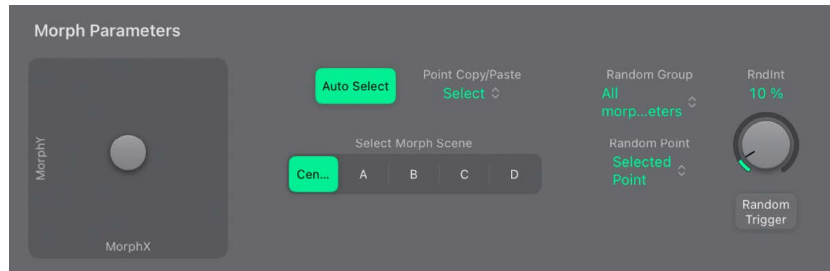 Morph Parameters
MorphY
MorphX
Auto Select
Point Copy/Paste
Select
Select Morph Scene
Cen...
A
B
C
D
Random Group
All
morp...eters
Random Point
Selected
Point
RndInt
10 %
Random
Trigger